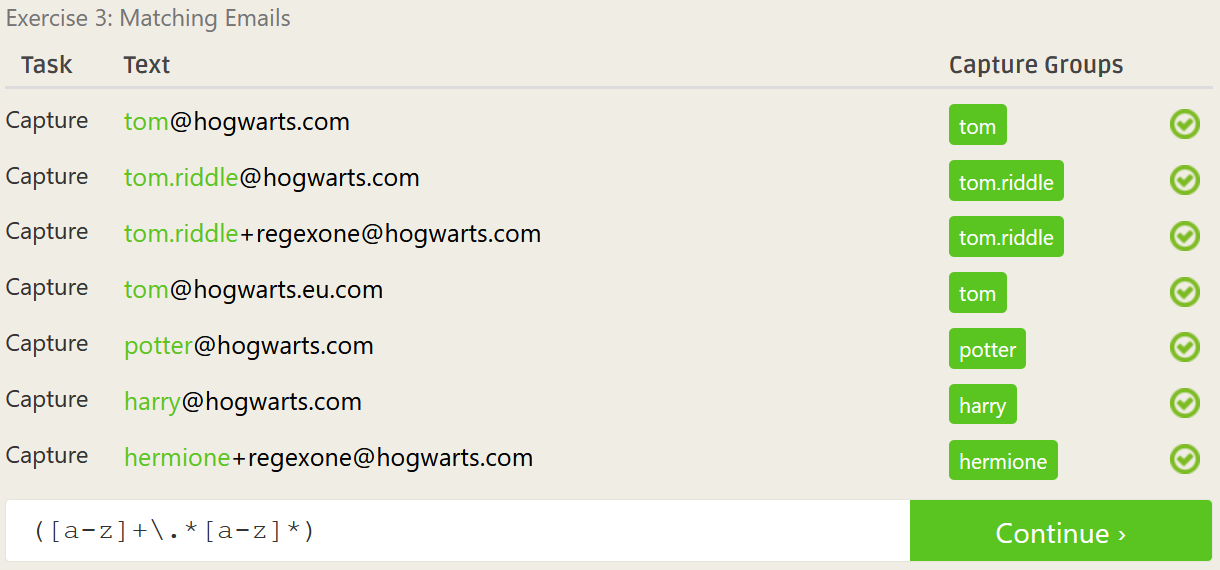 Exercise 3: Matching Emails
Task Text Capture Groups
Capture tom@hogwarts.com tom
Capture tom.riddle@hogwarts.com tom.riddle
Capture tom.riddle+regexone@hogwarts.com tom.riddle
Capture tom@hogwarts.eu.com tom
Capture potter@hogwarts.com potter
Capture harry@hogwarts.com harry
Capture hermione+regexone@hogwarts.com hermione
([a-z]+\.*[a-z]*) Continue ›